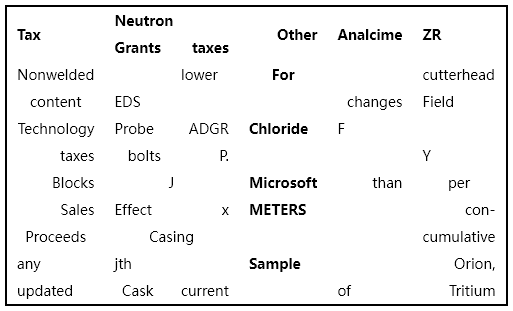 Tax Neutron Grants taxes Other Analcime ZR
Nonwelded lower For cutterhead
content EDS changes Field
Technology Probe ADGR Chloride F
taxes bolts P. Y
Blocks J Microsoft than per
Sales Effect x METERS con-
Proceeds Casing cumulative
any jth Sample Orion,
updated Cask current of Tritium